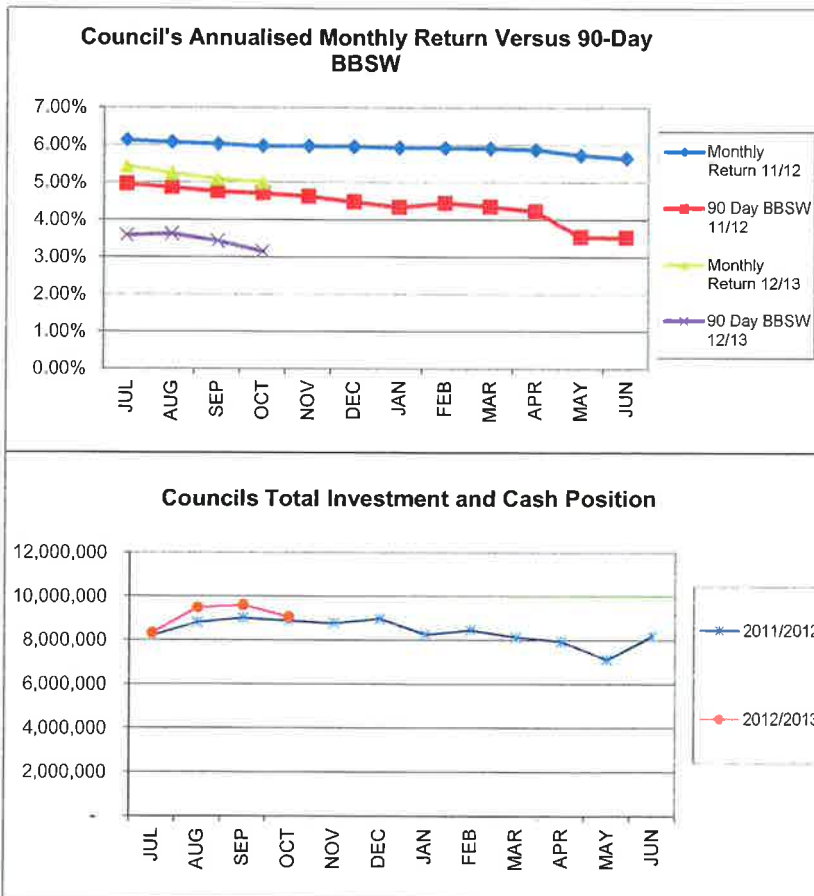 Council's Annualised Monthly Return Versus 90-Day
BBSW
7.00%
6.00%
5.00%
4.00%
3.00%
2.00%
1.00%
0.00%
JUL
AUG
SEP
OCT
NOV
DEC
JAN
FEB
MAR
APR
MAY
JUN
Monthly
Return 11/12
90 Day BBSW
11/12
Monthly
Return 12/13
90 Day BBSW
12/13
Councils Total Investment and Cash Position
12,000,000
10,000,000
8,000,000
6,000,000
4,000,000
2,000,000
-
JUL
AUG
SEP
OCT
NOV
DEC
JAN
FEB
MAR
APR
MAY
JUN
2011/2012
2012/2013